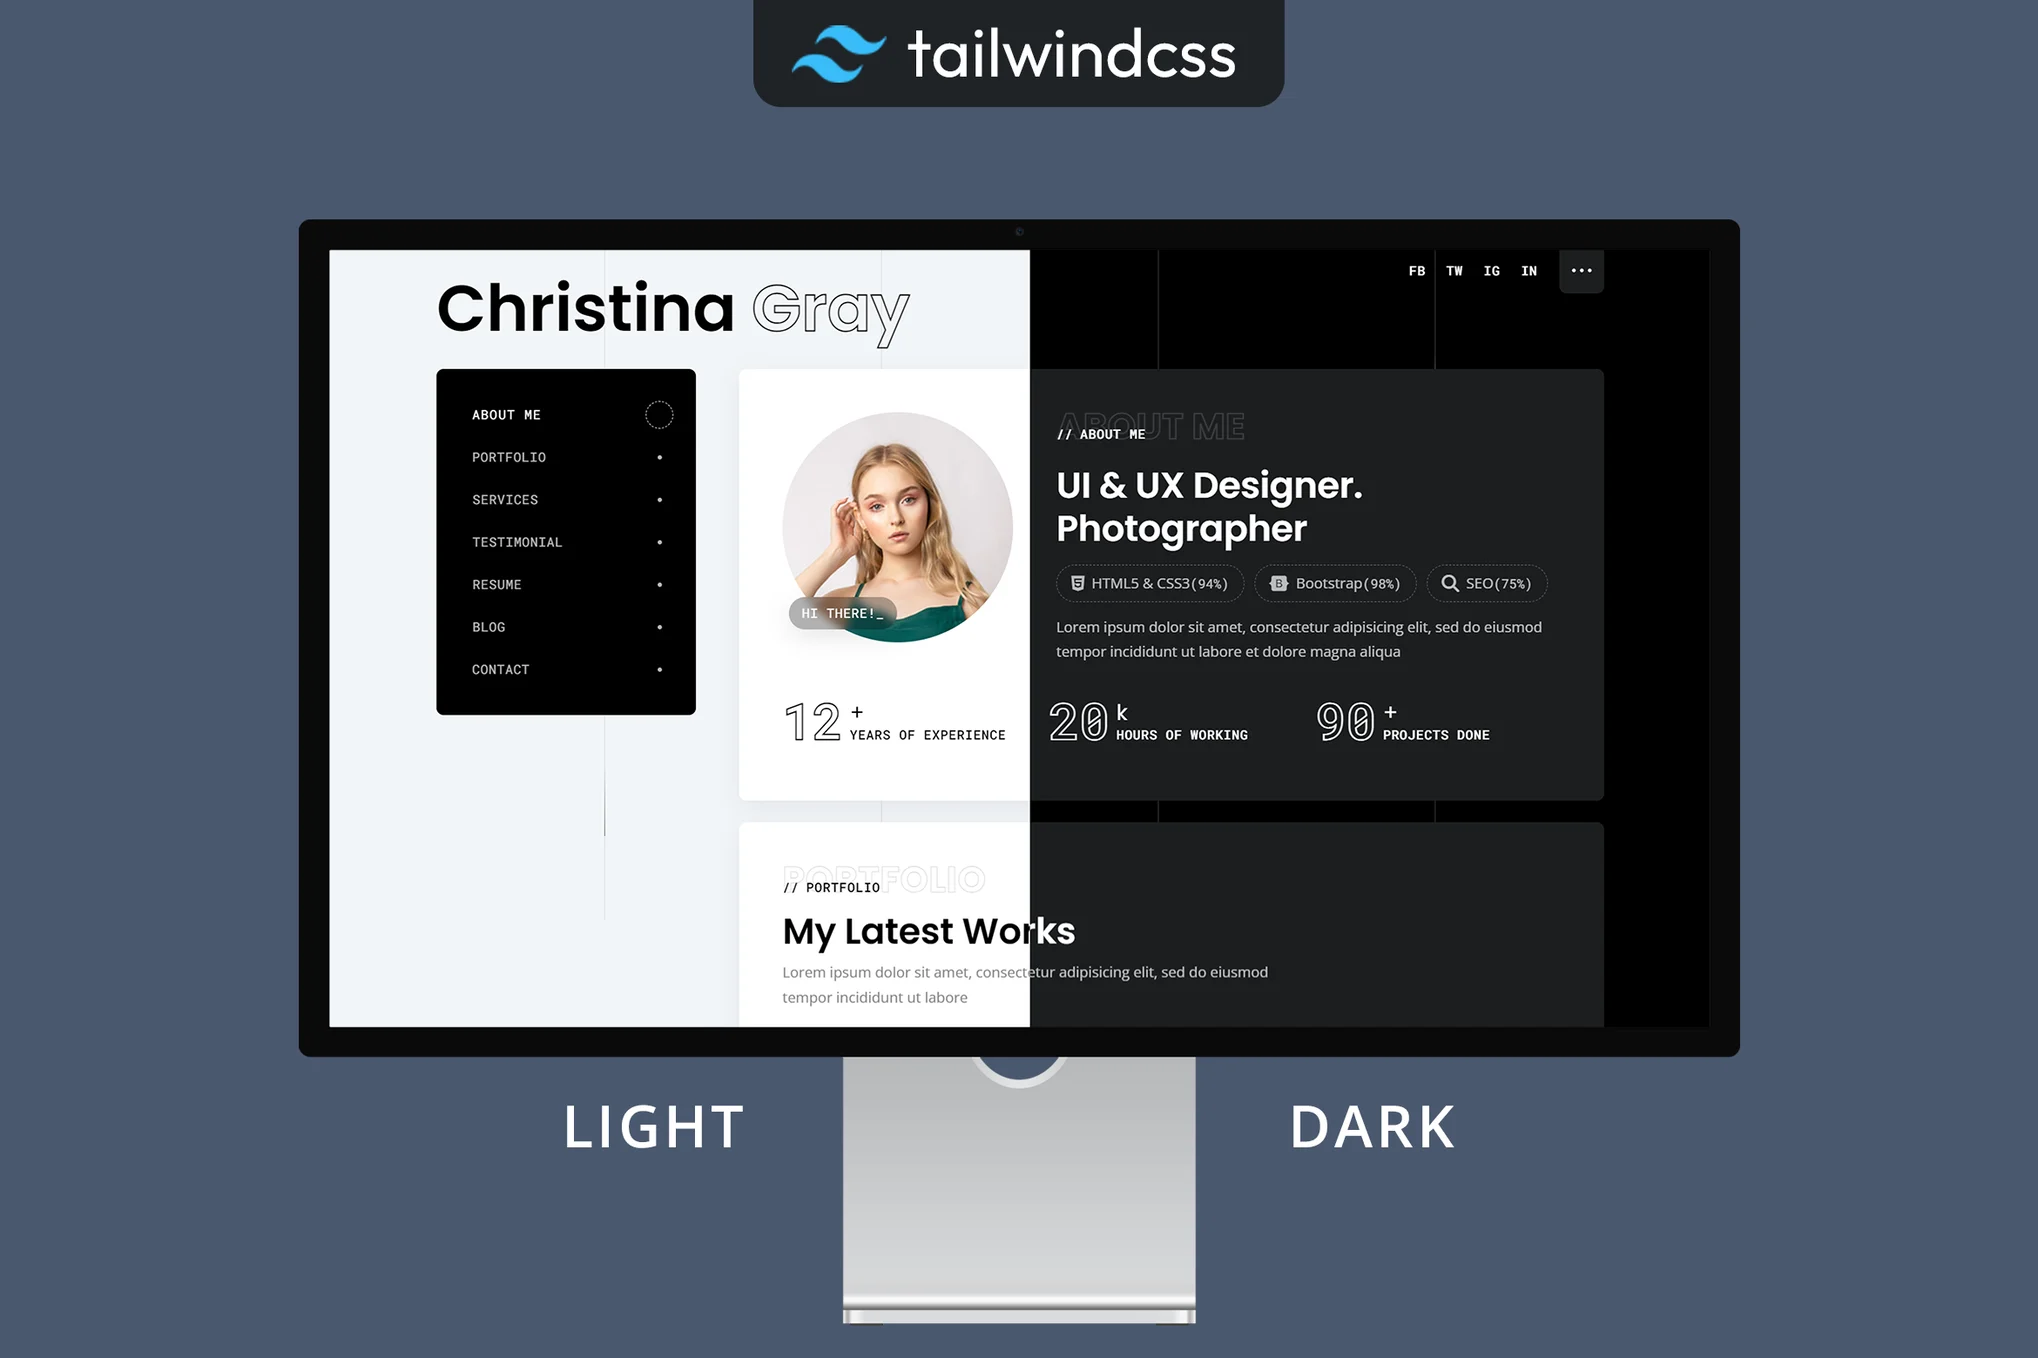 tailwindcss
Christina Gray
FB TW IG IN
ABOUT ME
PORTFOLIO
SERVICES
TESTIMONIAL
RESUME
BLOG
CONTACT
HI THERE!_
ABOUT ME
// ABOUT ME
UI & UX Designer.
Photographer
HTML5 & CSS3(94%) Bootstrap(98%) SEO(75%)
Lorem ipsum dolor sit amet, consectetur adipisicing elit, sed do eiusmod
tempor incididunt ut labore et dolore magna aliqua
12 + YEARS OF EXPERIENCE
20 k HOURS OF WORKING
90 + PROJECTS DONE
PORTFOLIO
// PORTFOLIO
My Latest Works
Lorem ipsum dolor sit amet, consectetur adipisicing elit, sed do eiusmod
tempor incididunt ut labore
LIGHT
DARK